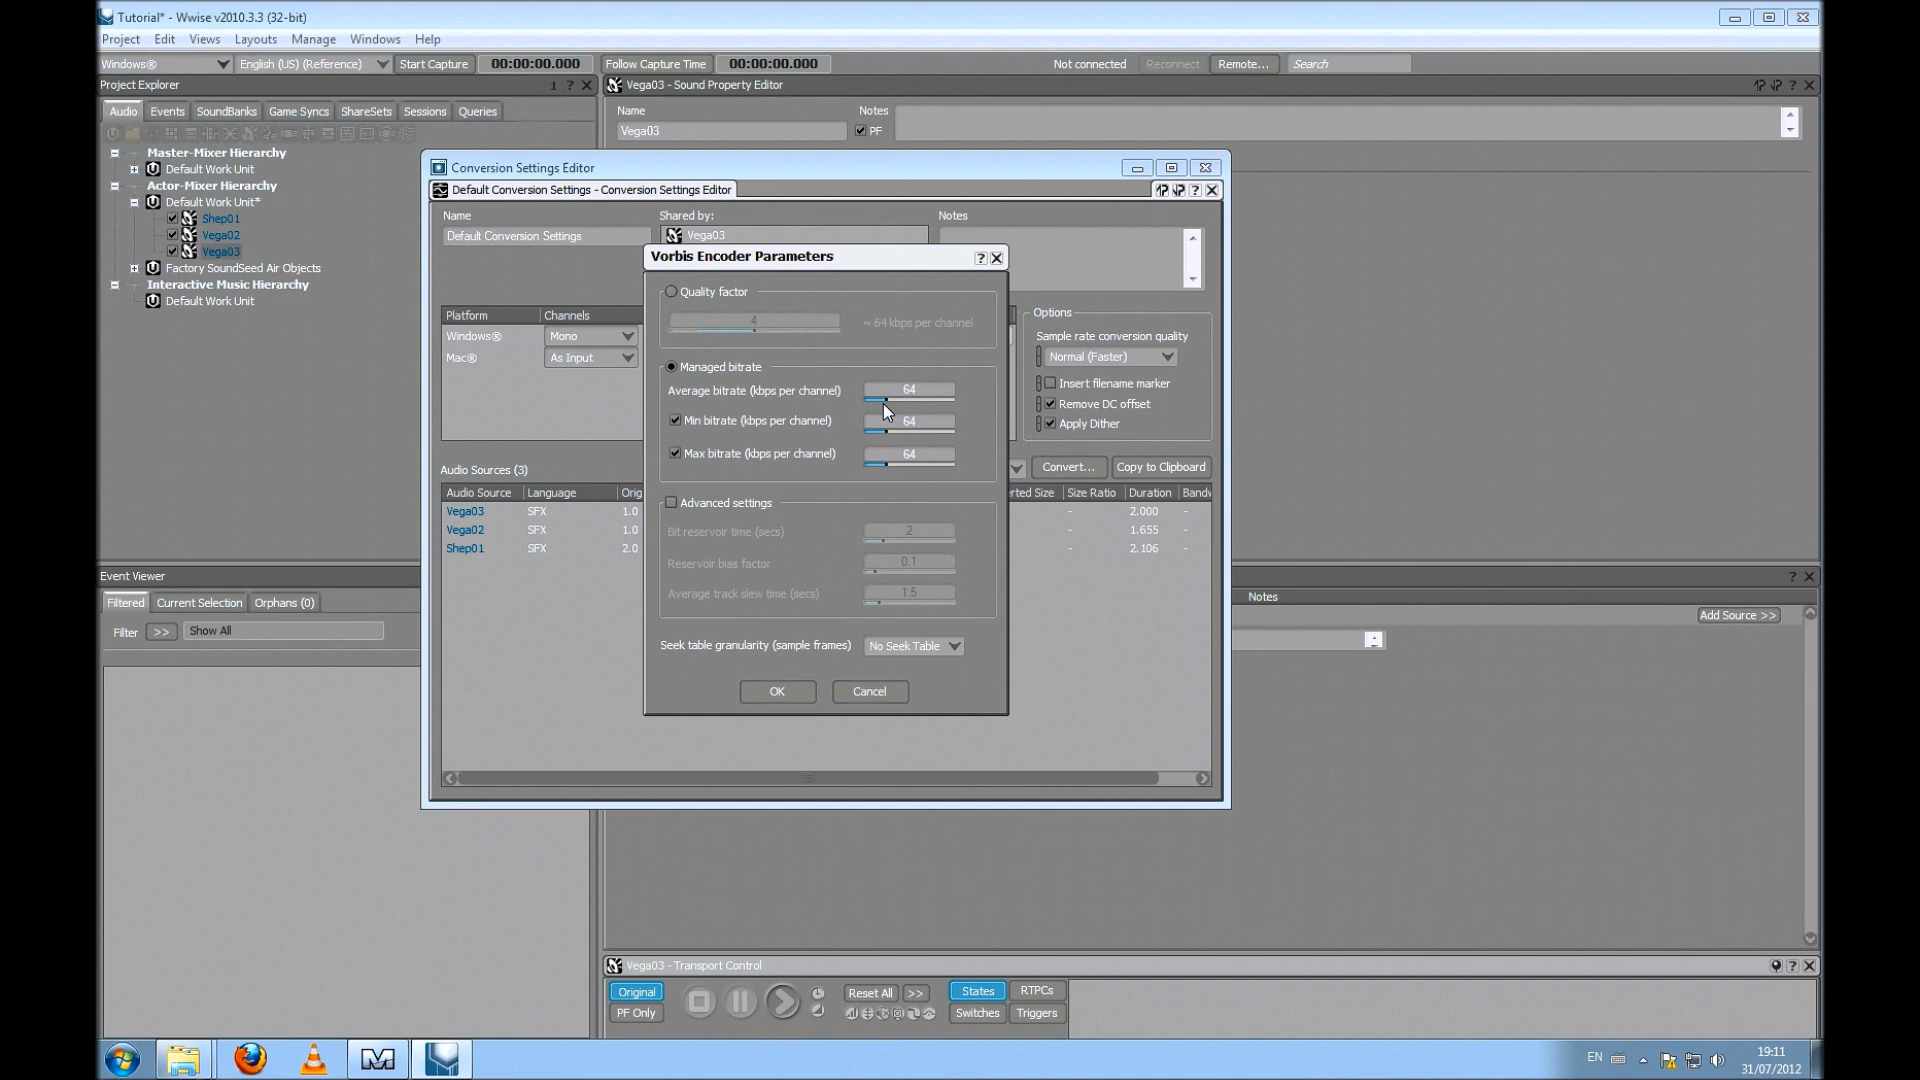 Tutorial* - Wwise v2010.3.3 (32-bit)
Project Edit Views Layouts Manage Windows Help
Windows® English (US) (Reference) Start Capture 00:00:00.000 Follow Capture Time 00:00:00.000 Not connected Reconnect Remote... Search
Project Explorer 1 ?
Vega03 - Sound Property Editor ?
Audio Events SoundBanks Game Syncs ShareSets Sessions Queries
Name Notes
Vega03 PF
Master-Mixer Hierarchy
Default Work Unit
Actor-Mixer Hierarchy
Default Work Unit*
Shep01
Vega02
Vega03
Factory SoundSeed Air Objects
Interactive Music Hierarchy
Default Work Unit
Conversion Settings Editor
Default Conversion Settings - Conversion Settings Editor ?
Name Shared by: Notes
Default Conversion Settings Vega03
Platform Channels
Windows® Mono
Mac® As Input
Options
Sample rate conversion quality
Normal (Faster)
Insert filename marker
Remove DC offset
Apply Dither
Vorbis Encoder Parameters ?
Quality factor
4 ~ 64 kbps per channel
Managed bitrate
Average bitrate (kbps per channel) 64
Min bitrate (kbps per channel) 64
Max bitrate (kbps per channel) 64
Advanced settings
Bit reservoir time (secs) 2
Reservoir bias factor 0.1
Average track slew time (secs) 1.5
Seek table granularity (sample frames) No Seek Table
OK Cancel
Audio Sources (3) Convert... Copy to Clipboard
Audio Source Language Orig rted Size Size Ratio Duration Bandw
Vega03 SFX 1.0 - 2.000 -
Vega02 SFX 1.0 - 1.655 -
Shep01 SFX 2.0 - 2.106 -
Event Viewer
Filtered Current Selection Orphans (0)
Filter >> Show All
?
Notes
Add Source >>
Vega03 - Transport Control ?
Original Reset All >> States RTPCs
PF Only Switches Triggers
EN 19:11
31/07/2012